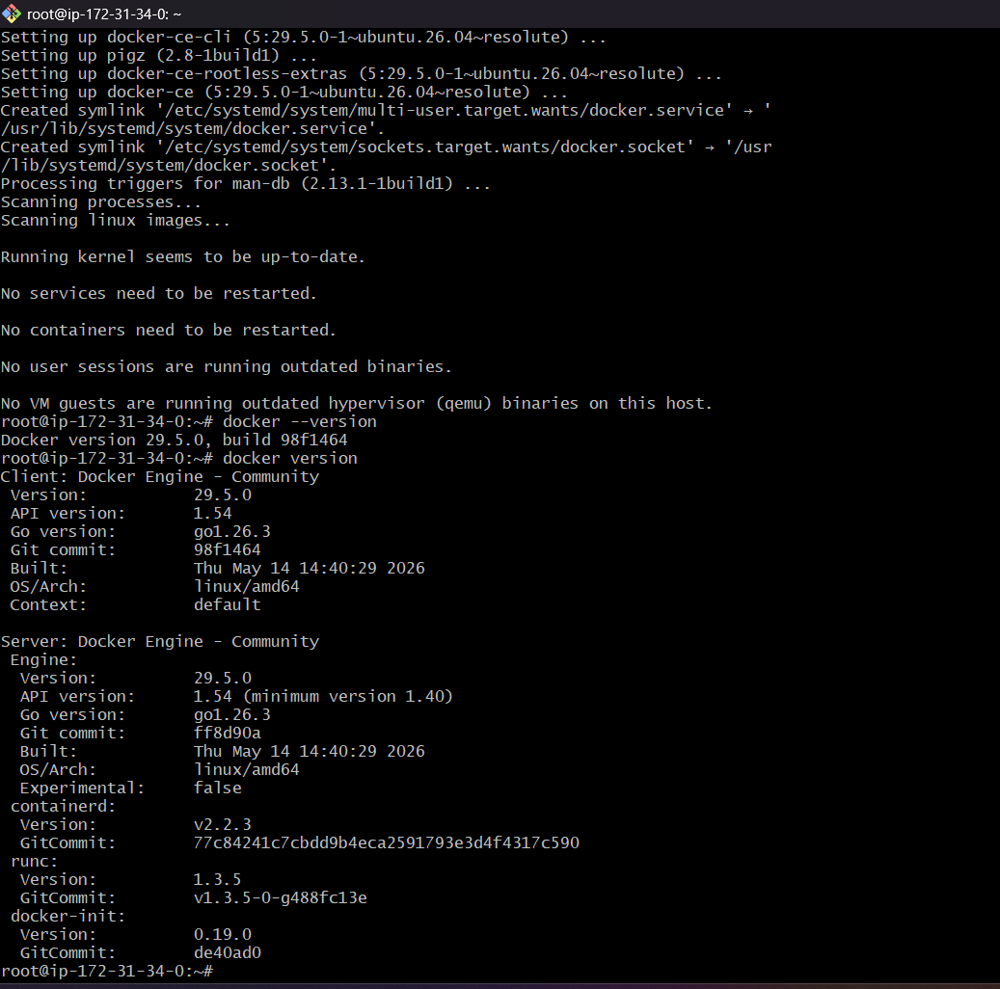 root@ip-172-31-34-0: ~
Setting up docker-ce-cli (5:29.5.0-1~ubuntu.26.04~resolute) ...
Setting up pigz (2.8-1build1) ...
Setting up docker-ce-rootless-extras (5:29.5.0-1~ubuntu.26.04~resolute) ...
Setting up docker-ce (5:29.5.0-1~ubuntu.26.04~resolute) ...
Created symlink '/etc/systemd/system/multi-user.target.wants/docker.service' → '
/usr/lib/systemd/system/docker.service'.
Created symlink '/etc/systemd/system/sockets.target.wants/docker.socket' → '/usr
/lib/systemd/system/docker.socket'.
Processing triggers for man-db (2.13.1-1build1) ...
Scanning processes...
Scanning linux images...

Running kernel seems to be up-to-date.

No services need to be restarted.

No containers need to be restarted.

No user sessions are running outdated binaries.

No VM guests are running outdated hypervisor (qemu) binaries on this host.
root@ip-172-31-34-0:~# docker --version
Docker version 29.5.0, build 98f1464
root@ip-172-31-34-0:~# docker version
Client: Docker Engine - Community
 Version:           29.5.0
 API version:       1.54
 Go version:        go1.26.3
 Git commit:        98f1464
 Built:             Thu May 14 14:40:29 2026
 OS/Arch:           linux/amd64
 Context:           default

Server: Docker Engine - Community
 Engine:
  Version:          29.5.0
  API version:      1.54 (minimum version 1.40)
  Go version:       go1.26.3
  Git commit:       ff8d90a
  Built:            Thu May 14 14:40:29 2026
  OS/Arch:          linux/amd64
  Experimental:     false
 containerd:
  Version:          v2.2.3
  GitCommit:        77c84241c7cbdd9b4eca2591793e3d4f4317c590
 runc:
  Version:          1.3.5
  GitCommit:        v1.3.5-0-g488fc13e
 docker-init:
  Version:          0.19.0
  GitCommit:        de40ad0
root@ip-172-31-34-0:~#